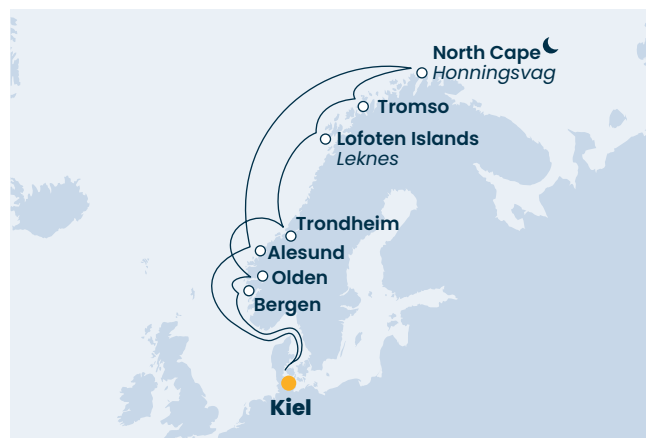 North Cape
Honningsvag
Tromso
Lofoten Islands
Leknes
Trondheim
Alesund
Olden
Bergen
Kiel